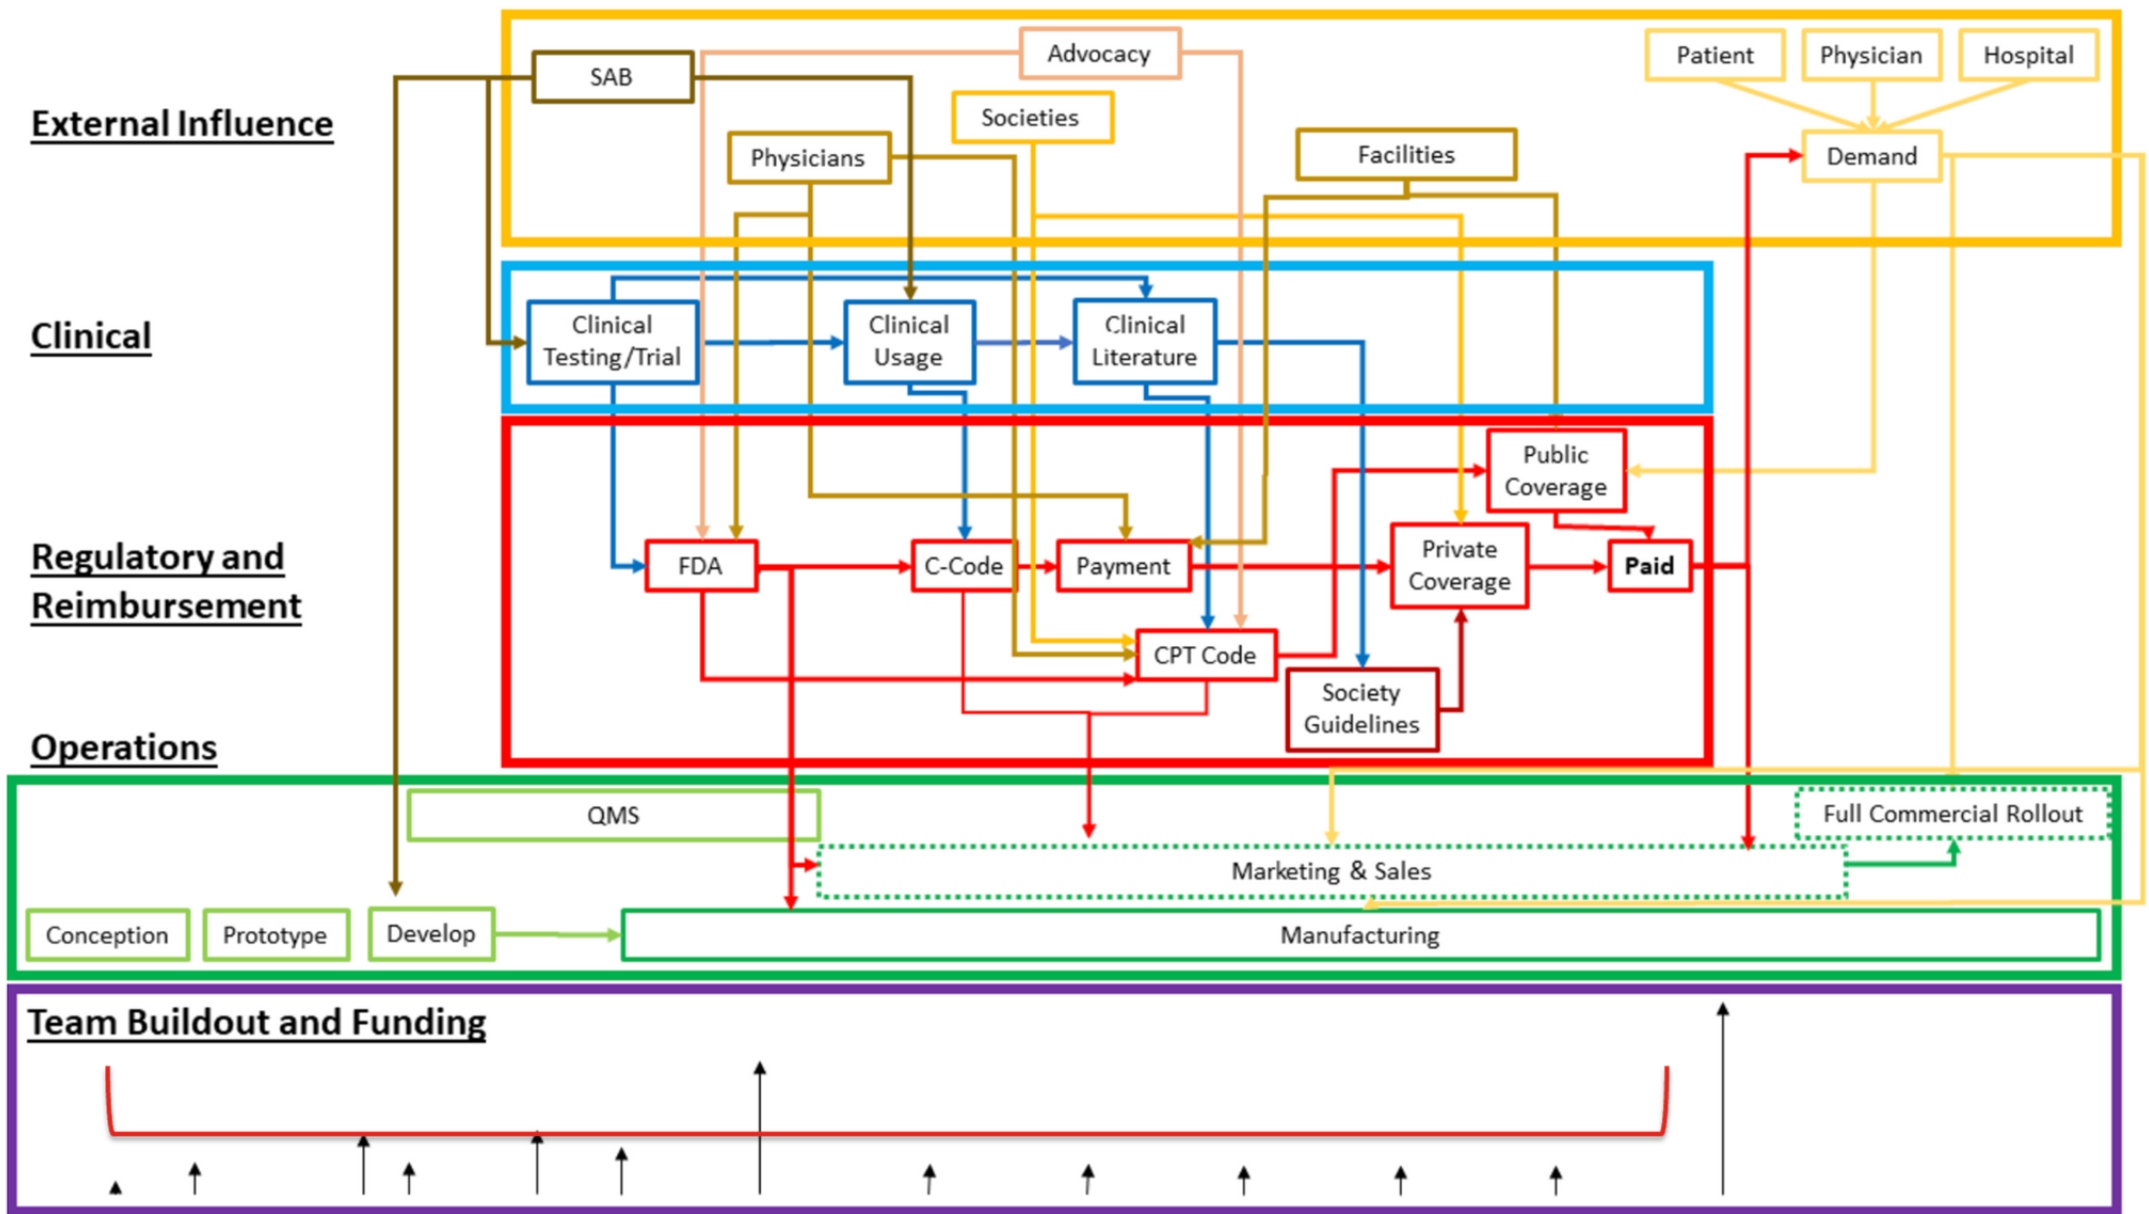 External Influence
SAB
Advocacy
Patient
Physician
Hospital
Societies
Physicians
Facilities
Demand
Clinical
Clinical
Testing/Trial
Clinical
Usage
Clinical
Literature
Regulatory and
Reimbursement
Public
Coverage
FDA
C-Code
Payment
Private
Coverage
Paid
CPT Code
Society
Guidelines
Operations
QMS
Full Commercial Rollout
Marketing & Sales
Conception
Prototype
Develop
Manufacturing
Team Buildout and Funding